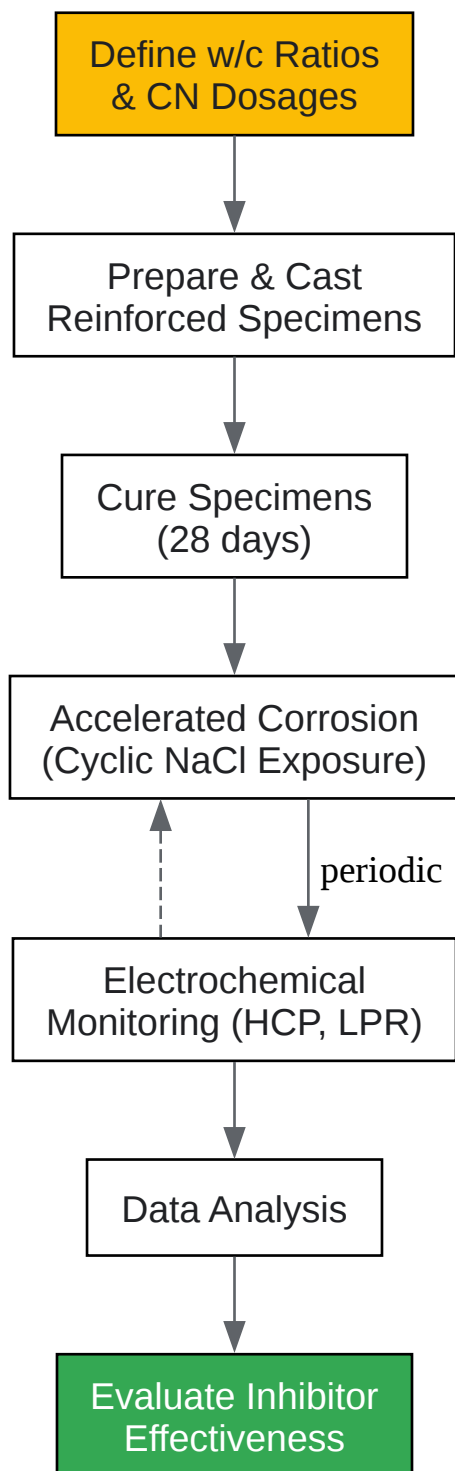 Define w/c Ratios
& CN Dosages
Prepare & Cast
Reinforced Specimens
Cure Specimens
(28 days)
Accelerated Corrosion
(Cyclic NaCl Exposure)
periodic
Electrochemical
Monitoring (HCP, LPR)
Data Analysis
Evaluate Inhibitor
Effectiveness